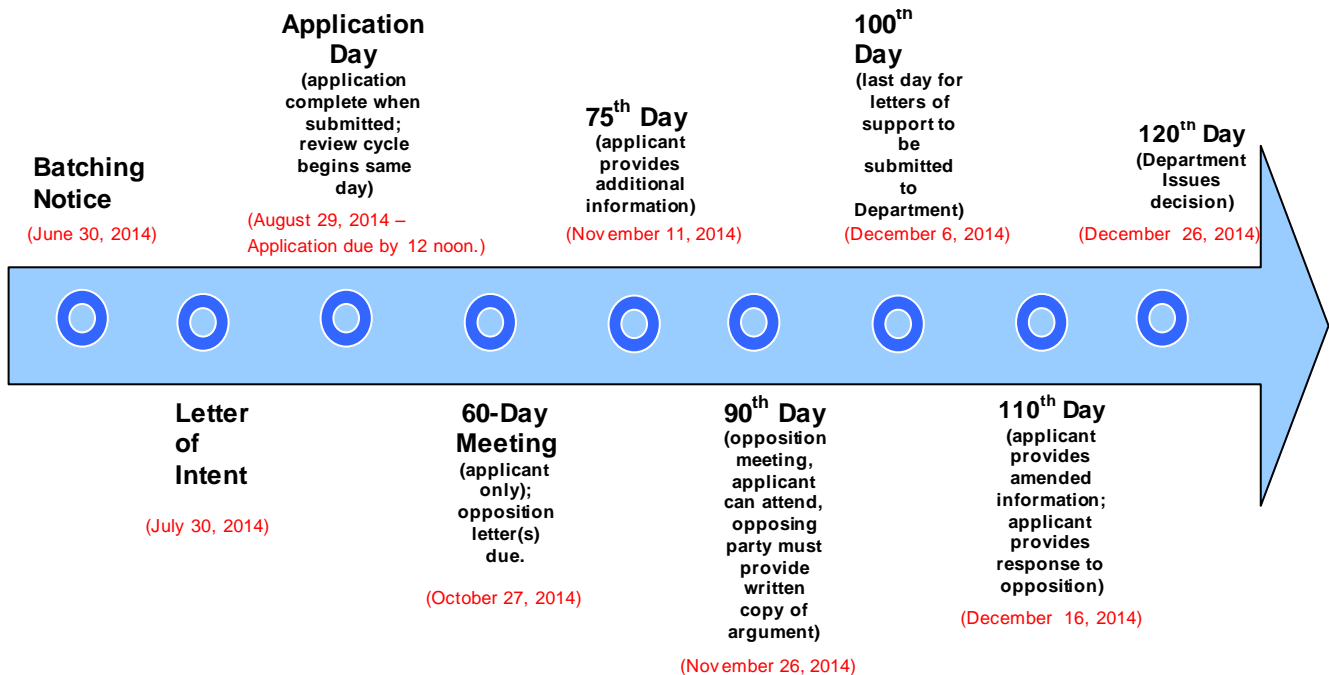 Batching
Notice
(June 30, 2014)
Letter
of
Intent
(July 30, 2014)
Application
Day
(application
complete when
submitted;
review cycle
begins same
day)
(August 29, 2014 –
Application due by 12 noon.)
60-Day
Meeting
(applicant
only);
opposition
letter(s)
due.
(October 27, 2014)
75th Day
(applicant
provides
additional
information)
(November 11, 2014)
90th Day
(opposition
meeting,
applicant
can attend,
opposing
party must
provide
written
copy of
argument)
(November 26, 2014)
100th
Day
(last day for
letters of
support to
be
submitted
to
Department)
(December 6, 2014)
110th Day
(applicant
provides
amended
information;
applicant
provides
response to
opposition)
(December 16, 2014)
120th Day
(Department
Issues
decision)
(December 26, 2014)